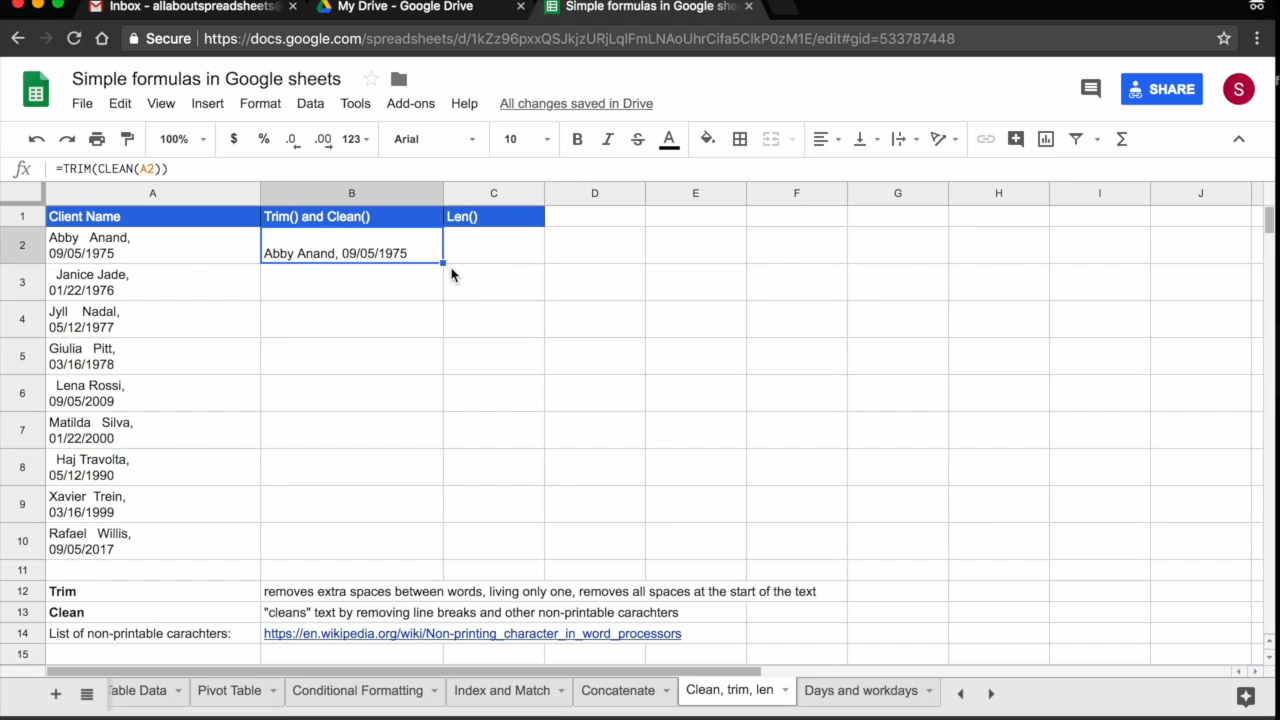 Inbox - allaboutspreadsheets@
My Drive - Google Drive
Simple formulas in Google she
Secure
https://docs.google.com/spreadsheets/d/1kZz96pxxQSJkjzURjLqlFmLNAoUhrCifa5ClkP0zM1E/edit#gid=533787448
Simple formulas in Google sheets
File Edit View Insert Format Data Tools Add-ons Help All changes saved in Drive
SHARE
S
100% $ % .0 .00 123 Arial 10 B I S A Σ
fx =TRIM(CLEAN(A2))
A B C D E F G H I J
1 Client Name Trim() and Clean() Len()
2 Abby Anand,
09/05/1975 Abby Anand, 09/05/1975
3 Janice Jade,
01/22/1976
4 Jyll Nadal,
05/12/1977
5 Giulia Pitt,
03/16/1978
6 Lena Rossi,
09/05/2009
7 Matilda Silva,
01/22/2000
8 Haj Travolta,
05/12/1990
9 Xavier Trein,
03/16/1999
10 Rafael Willis,
09/05/2017
11
12 Trim removes extra spaces between words, living only one, removes all spaces at the start of the text
13 Clean "cleans" text by removing line breaks and other non-printable carachters
14 List of non-printable carachters: https://en.wikipedia.org/wiki/Non-printing_character_in_word_processors
15
able Data Pivot Table Conditional Formatting Index and Match Concatenate Clean, trim, len Days and workdays